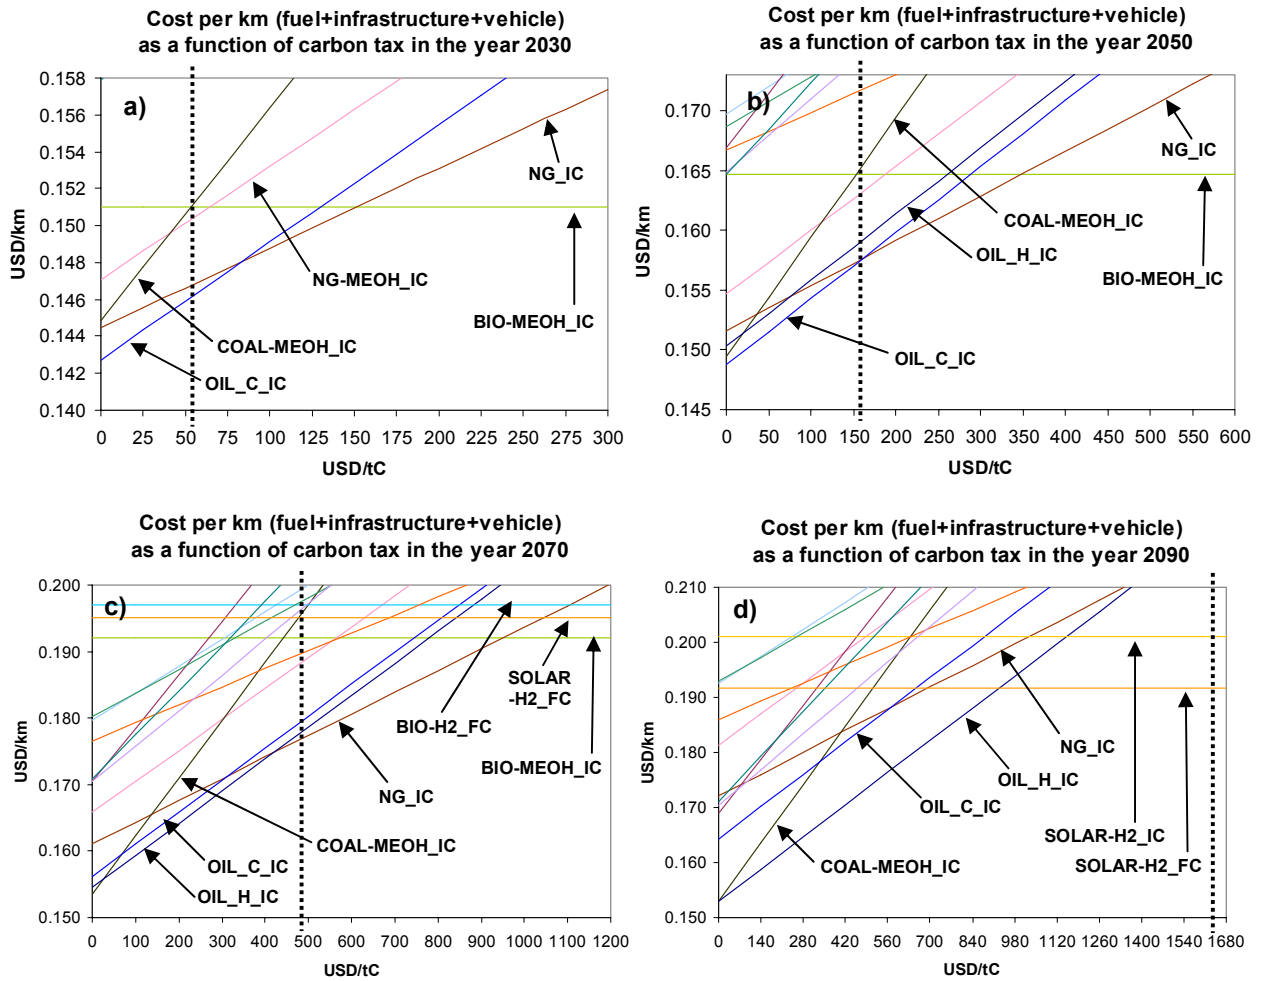 Cost per km (fuel+infrastructure+vehicle)
as a function of carbon tax in the year 2030
a)
USD/km
0.158
0.156
0.154
0.152
0.150
0.148
0.146
0.144
0.142
0.140
NG_IC
NG-MEOH_IC
BIO-MEOH_IC
COAL-MEOH_IC
OIL_C_IC
0 25 50 75 100 125 150 175 200 225 250 275 300
USD/tC
Cost per km (fuel+infrastructure+vehicle)
as a function of carbon tax in the year 2050
b)
USD/km
0.170
0.165
0.160
0.155
0.150
0.145
NG_IC
COAL-MEOH_IC
OIL_H_IC
BIO-MEOH_IC
OIL_C_IC
0 50 100 150 200 250 300 350 400 450 500 550 600
USD/tC
Cost per km (fuel+infrastructure+vehicle)
as a function of carbon tax in the year 2070
c)
USD/km
0.200
0.190
0.180
0.170
0.160
0.150
SOLAR
-H2_FC
BIO-H2_FC
BIO-MEOH_IC
NG_IC
COAL-MEOH_IC
OIL_C_IC
OIL_H_IC
0 100 200 300 400 500 600 700 800 900 1000 1100 1200
USD/tC
Cost per km (fuel+infrastructure+vehicle)
as a function of carbon tax in the year 2090
d)
USD/km
0.210
0.200
0.190
0.180
0.170
0.160
0.150
NG_IC
OIL_H_IC
OIL_C_IC
SOLAR-H2_IC
COAL-MEOH_IC
SOLAR-H2_FC
0 140 280 420 560 700 840 980 1120 1260 1400 1540 1680
USD/tC